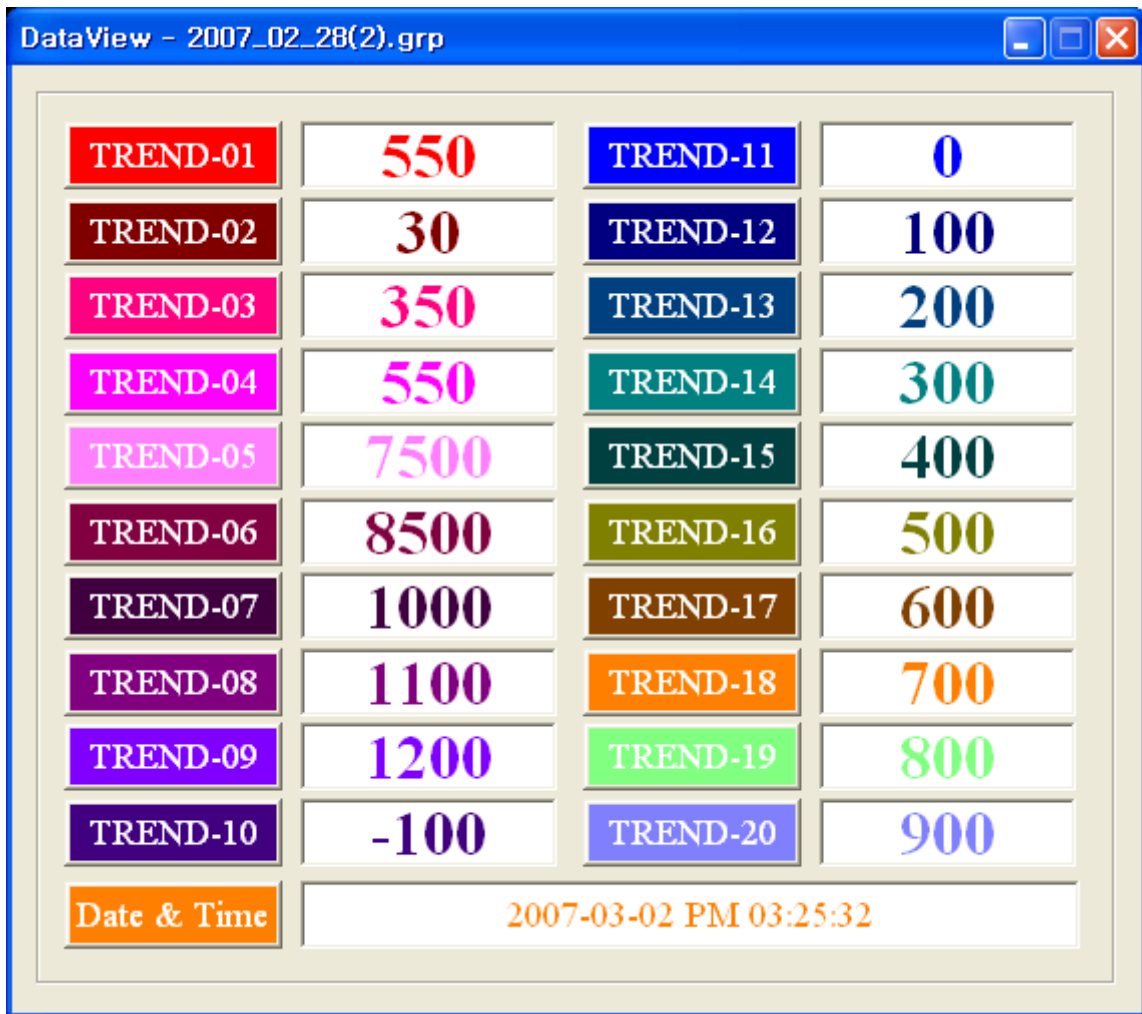 DataView - 2007_02_28(2).grp
TREND-01 550 TREND-11 0
TREND-02 30 TREND-12 100
TREND-03 350 TREND-13 200
TREND-04 550 TREND-14 300
TREND-05 7500 TREND-15 400
TREND-06 8500 TREND-16 500
TREND-07 1000 TREND-17 600
TREND-08 1100 TREND-18 700
TREND-09 1200 TREND-19 800
TREND-10 -100 TREND-20 900
Date & Time 2007-03-02 PM 03:25:32